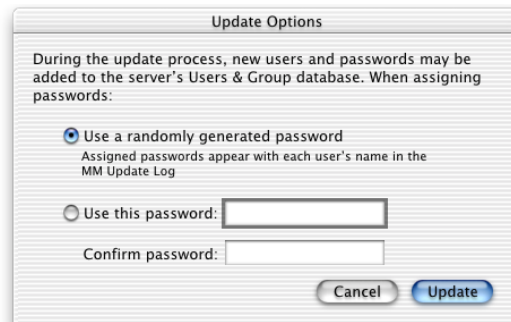 Update Options
During the update process, new users and passwords may be
added to the server's Users & Group database. When assigning
passwords:
Use a randomly generated password
Assigned passwords appear with each user's name in the
MM Update Log
Use this password:
Confirm password:
Cancel Update